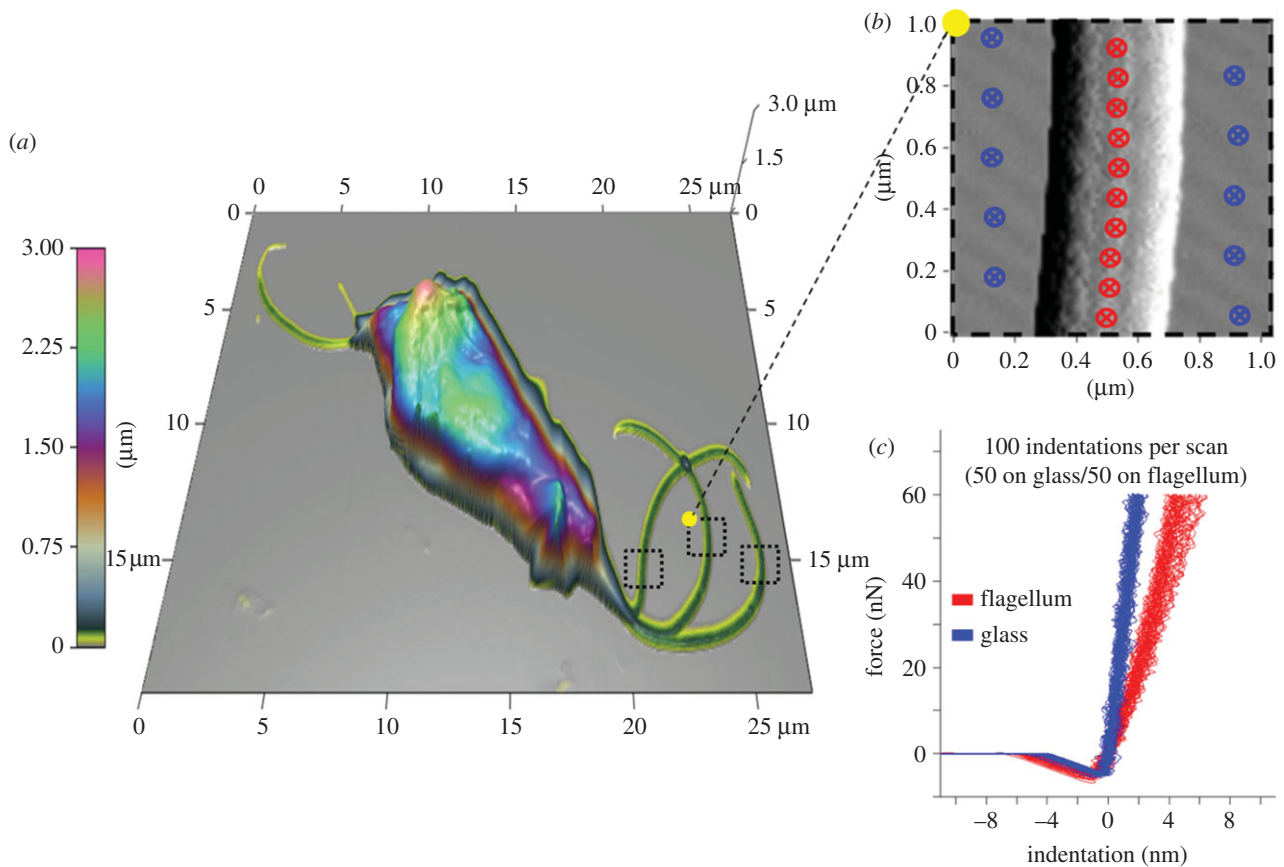 (a)
3.0 μm
1.5
0 5 10 15 20 25 μm
0 0
3.00
2.25
1.50
0.75
0
(μm)
5 5
10 10
15 μm 15
0 5 10 15 20 25 μm
(b)
1.0
0.8
0.6
0.4
0.2
0
(μm)
0 0.2 0.4 0.6 0.8 1.0
(μm)
(c)
100 indentations per scan
(50 on glass/50 on flagellum)
60
40
20
0
force (nN)
flagellum
glass
–8 –4 0 4 8
indentation (nm)